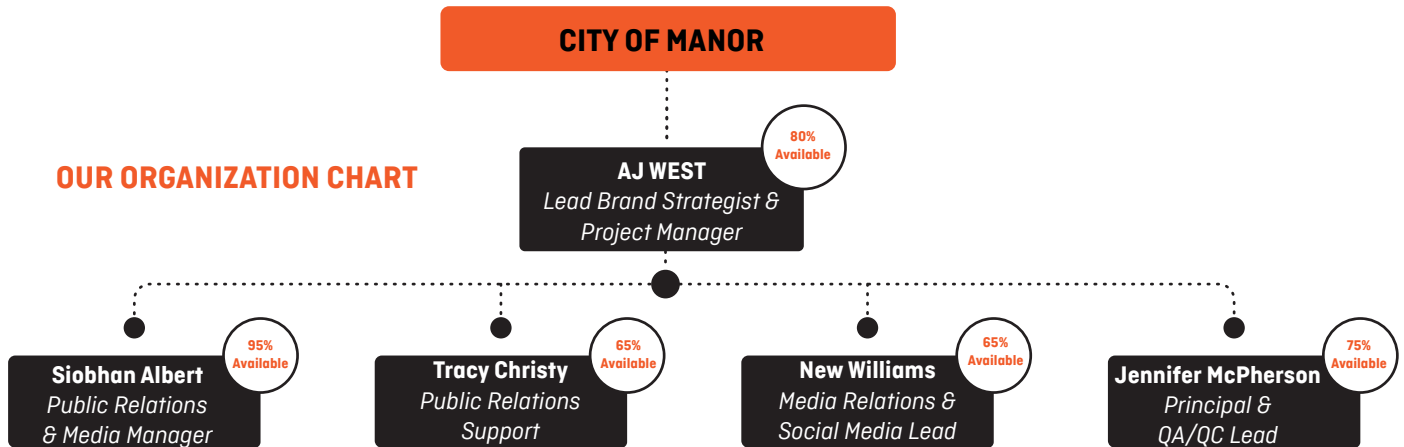 CITY OF MANOR
80%
Available
OUR ORGANIZATION CHART
AJ WEST
Lead Brand Strategist &
Project Manager
95%
Available
Siobhan Albert
Public Relations
& Media Manager
65%
Available
Tracy Christy
Public Relations
Support
65%
Available
New Williams
Media Relations &
Social Media Lead
75%
Available
Jennifer McPherson
Principal &
QA/QC Lead